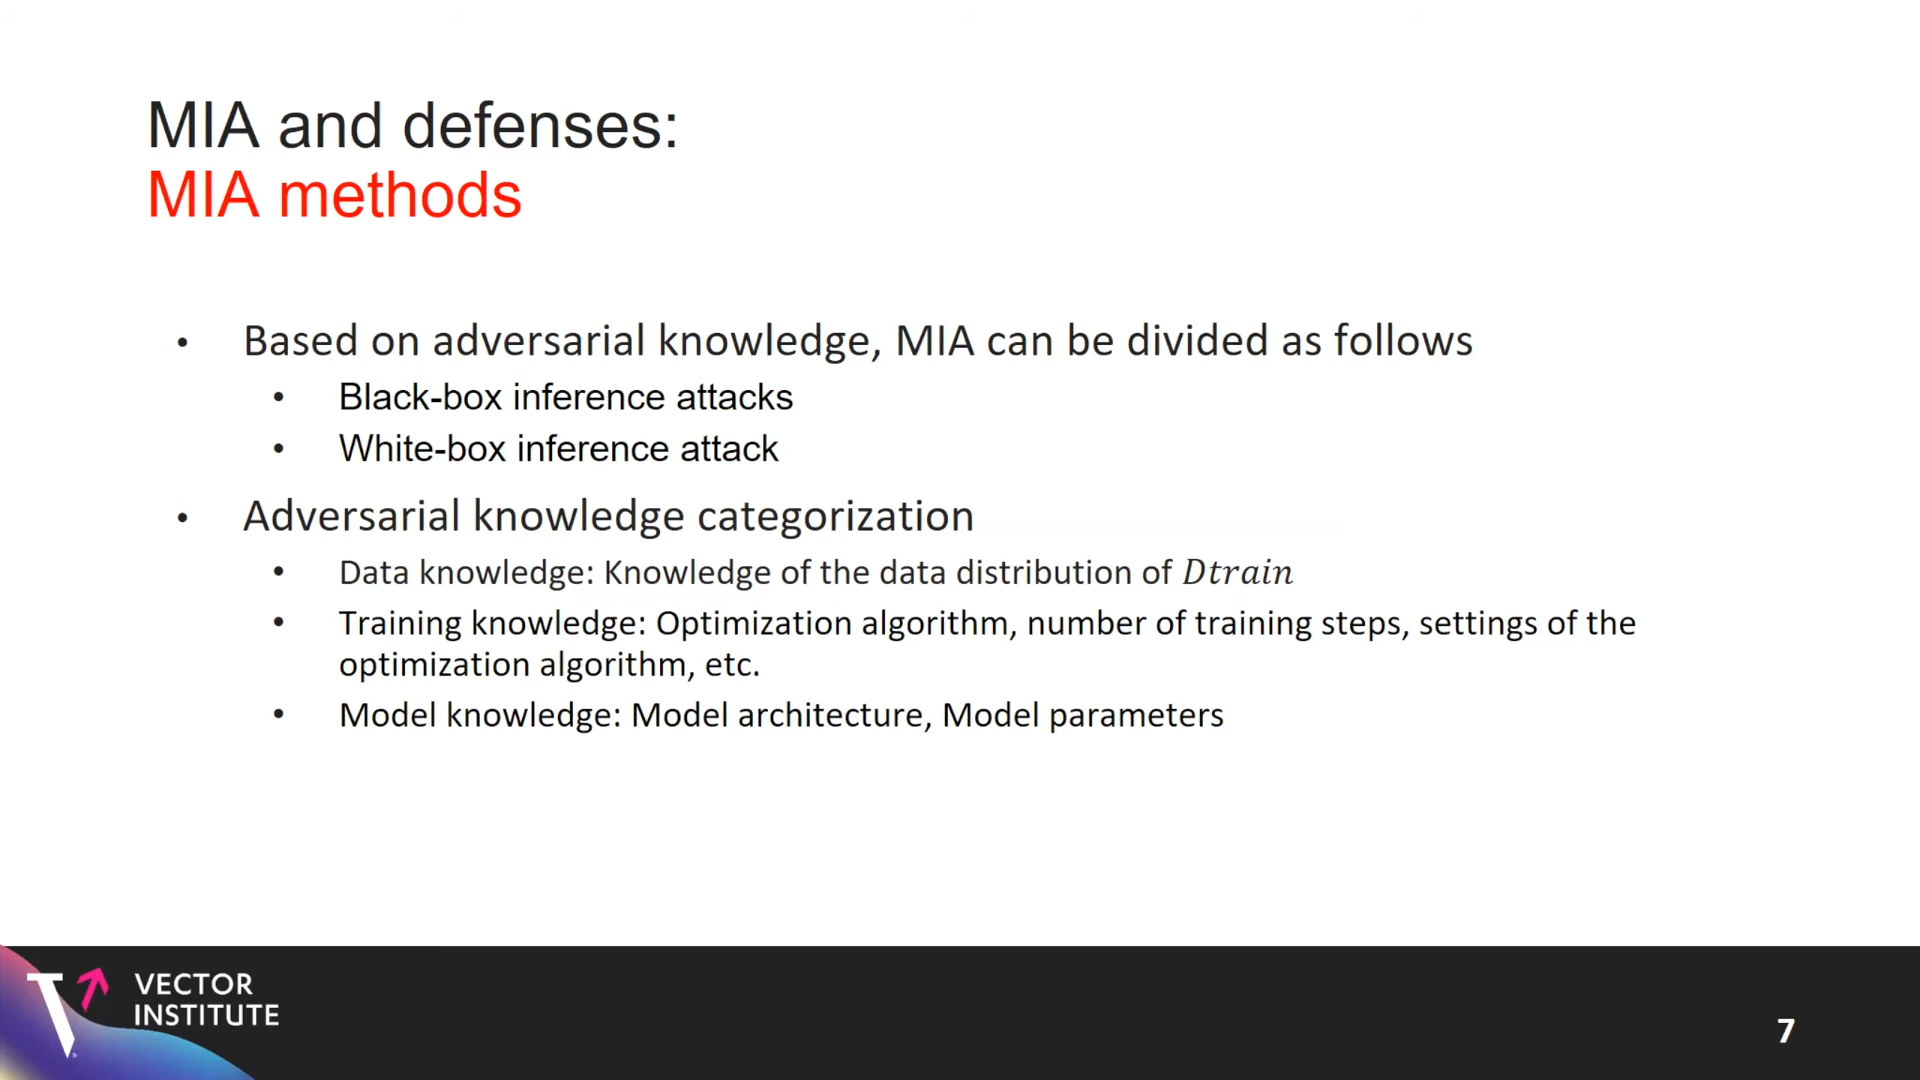 MIA and defenses:
MIA methods
• Based on adversarial knowledge, MIA can be divided as follows
• Black-box inference attacks
• White-box inference attack
• Adversarial knowledge categorization
• Data knowledge: Knowledge of the data distribution of Dtrain
• Training knowledge: Optimization algorithm, number of training steps, settings of the
optimization algorithm, etc.
• Model knowledge: Model architecture, Model parameters
VECTOR
INSTITUTE
7